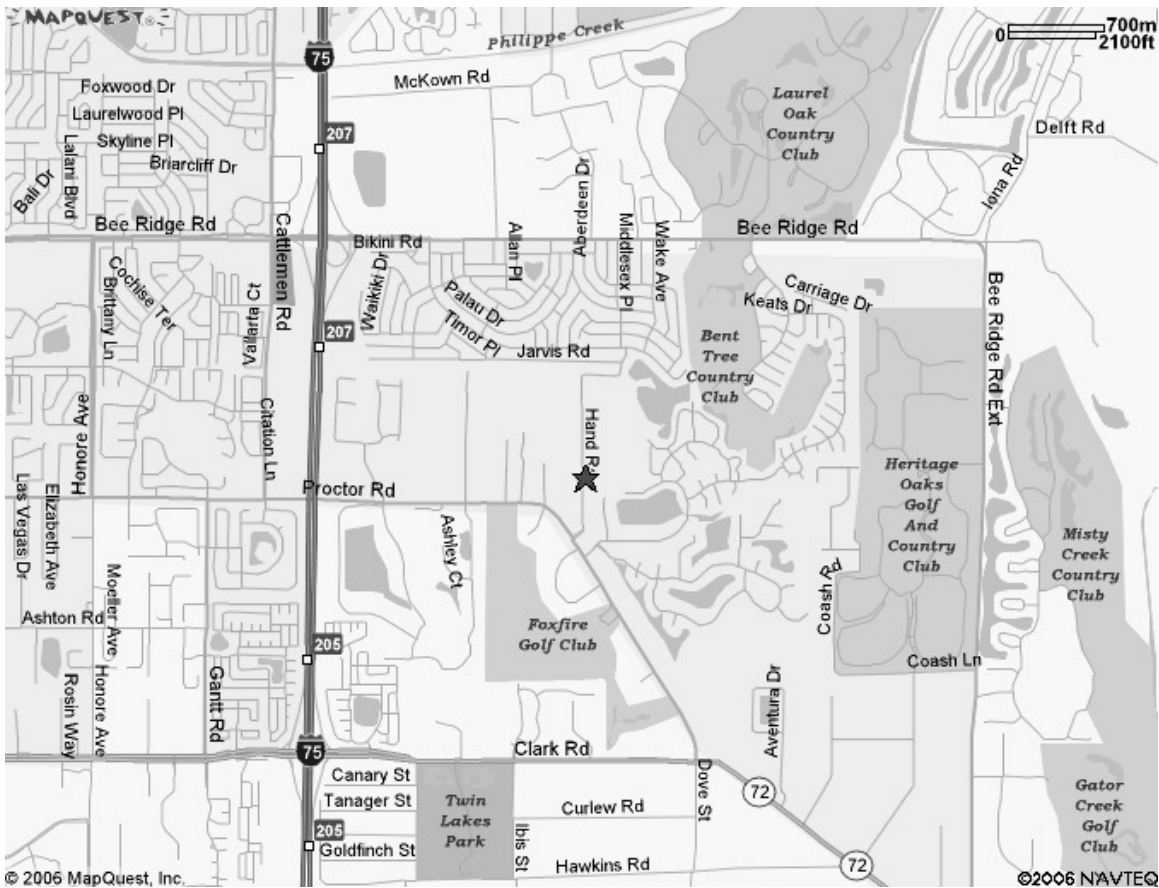 MAPQUEST®
75
Philippe Creek
700m
0
2100ft
McKown Rd
Foxwood Dr
Laurelwood Pl
Skyline Pl
Briarcliff Dr
Lalani Blvd
Bali Dr
207
Laurel
Oak
Country
Club
Delft Rd
Iona Rd
Aberdeen Dr
Middlesex Pl
Wake Ave
Allan Pl
Bee Ridge Rd
Cattlemen Rd
Bikini Rd
Bee Ridge Rd
Cochise Ter
Brittany Ln
Vallarta Ct
Waikiki Dr
Palau Dr
Timor Pl
Jarvis Rd
207
Carriage Dr
Keats Dr
Bent
Tree
Country
Club
Bee Ridge Rd Ext
Honore Ave
Citation Ln
Hand Rd
Proctor Rd
Las Vegas Dr
Elizabeth Ave
Ashley Ct
Heritage
Oaks
Golf
And
Country
Club
Misty
Creek
Country
Club
Moeller Ave
Ashton Rd
Coash Rd
Foxfire
Golf Club
205
Coash Ln
Rosin Way
Honore Ave
Gantt Rd
Aventura Dr
75
Clark Rd
Canary St
Tanager St
Goldfinch St
205
Twin
Lakes
Park
Ibis St
Curlew Rd
Hawkins Rd
Dove St
72
72
Gator
Creek
Golf
Club
© 2006 MapQuest, Inc.
©2006 NAVTEQ